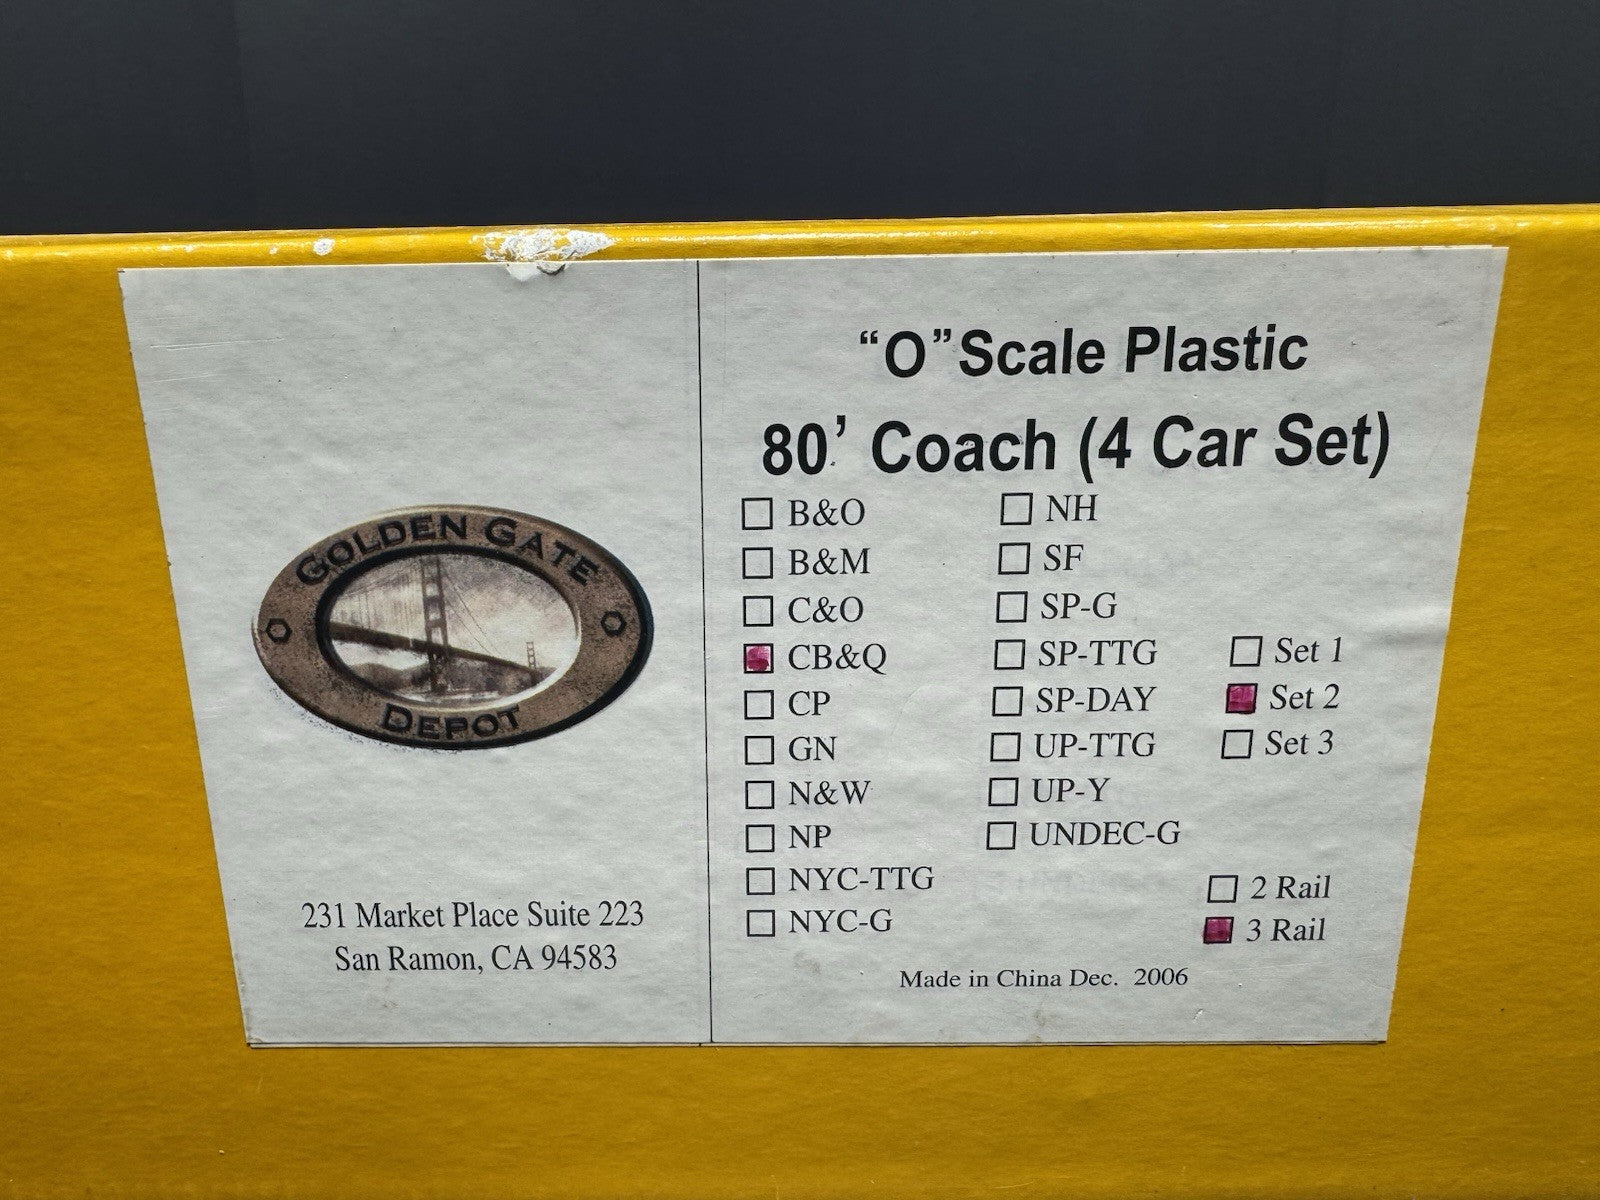 GOLDEN GATE
DEPOT
231 Market Place Suite 223
San Ramon, CA 94583
“O” Scale Plastic
80’ Coach (4 Car Set)
B&O
B&M
C&O
CB&Q
CP
GN
N&W
NP
NYC-TTG
NYC-G
NH
SF
SP-G
SP-TTG
SP-DAY
UP-TTG
UP-Y
UNDEC-G
Set 1
Set 2
Set 3
2 Rail
3 Rail
Made in China Dec. 2006